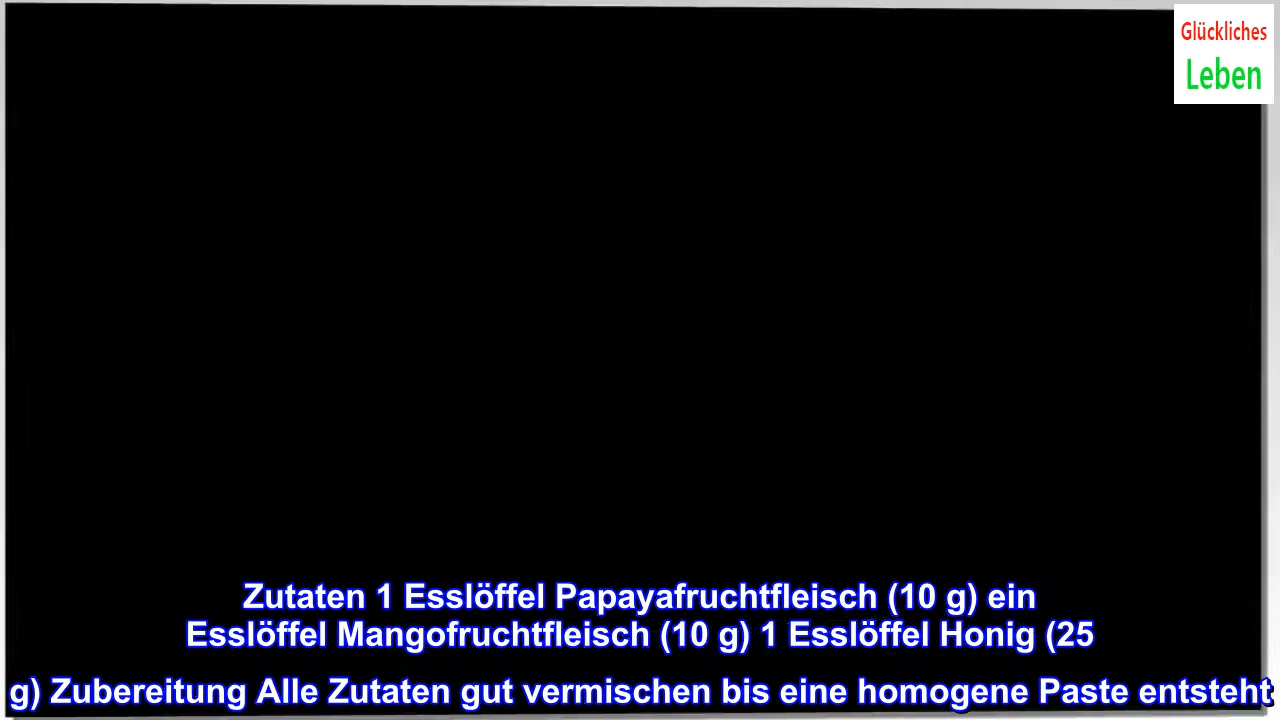 Glückliches
Leben
Zutaten 1 Esslöffel Papayafruchtfleisch (10 g) ein
Esslöffel Mangofruchtfleisch (10 g) 1 Esslöffel Honig (25
g) Zubereitung Alle Zutaten gut vermischen bis eine homogene Paste entsteht.